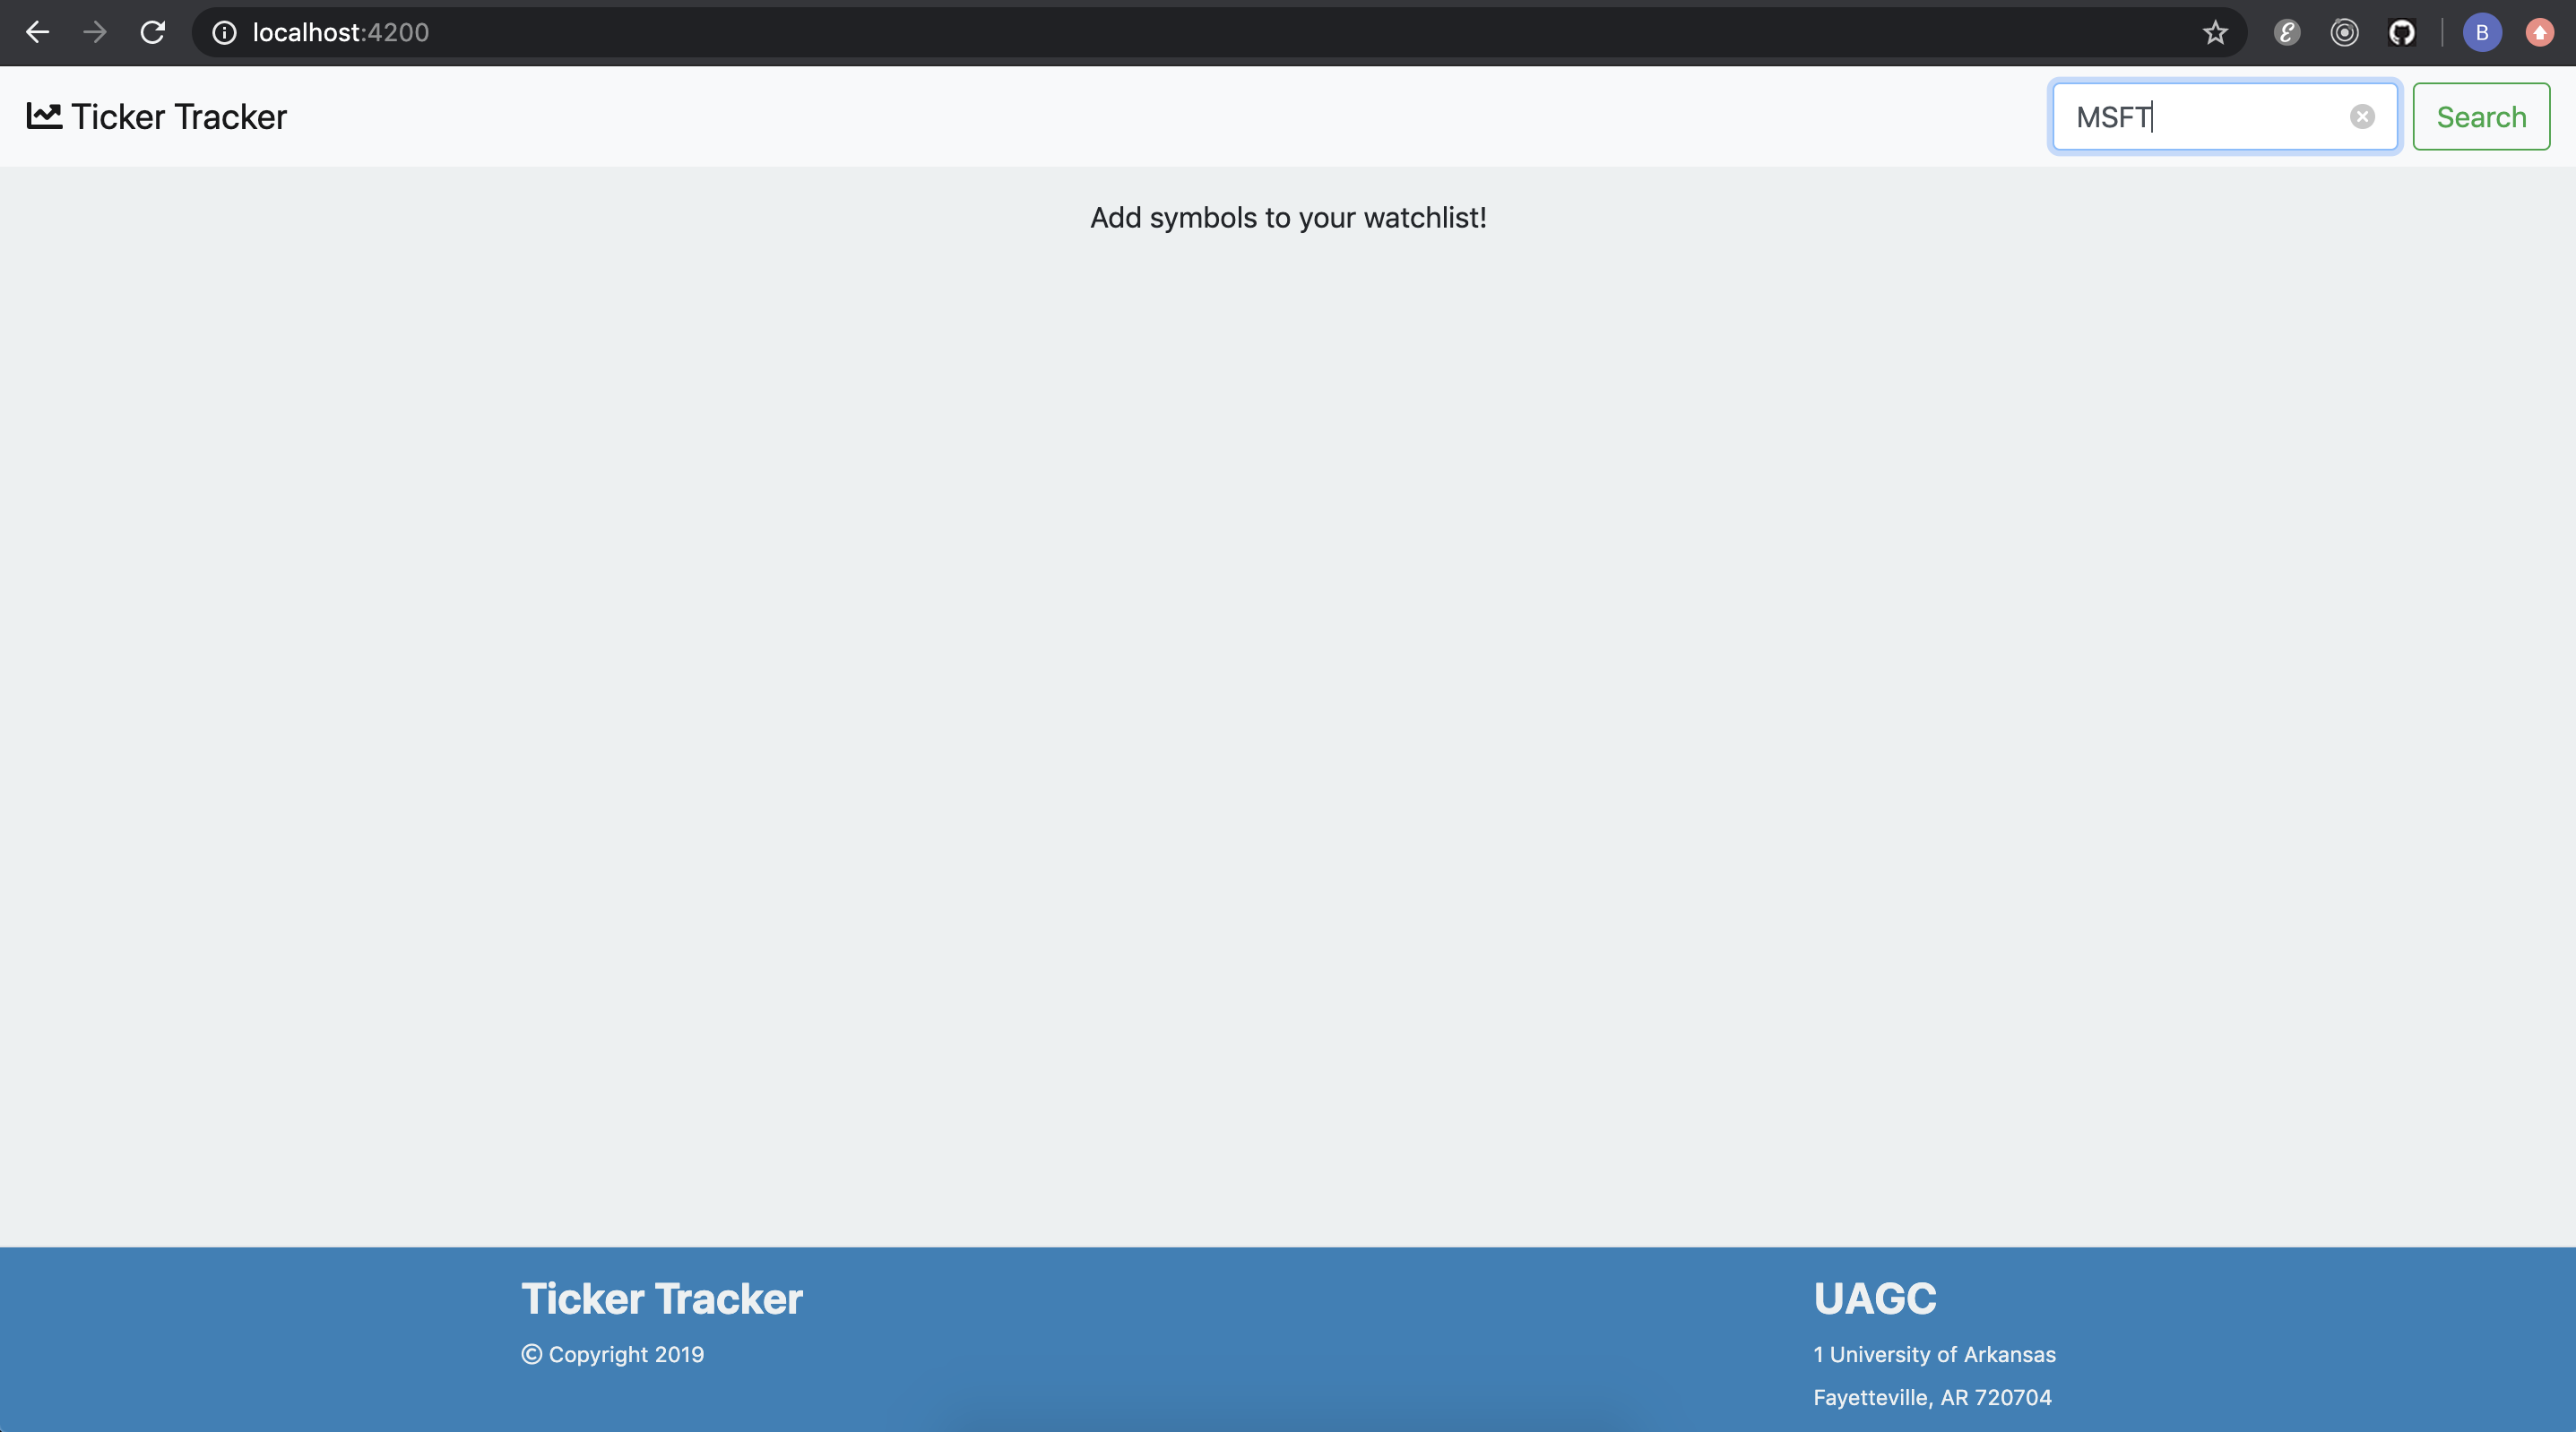 localhost:4200
B
Ticker Tracker
MSFT
Search
Add symbols to your watchlist!
Ticker Tracker
© Copyright 2019
UAGC
1 University of Arkansas
Fayetteville, AR 720704